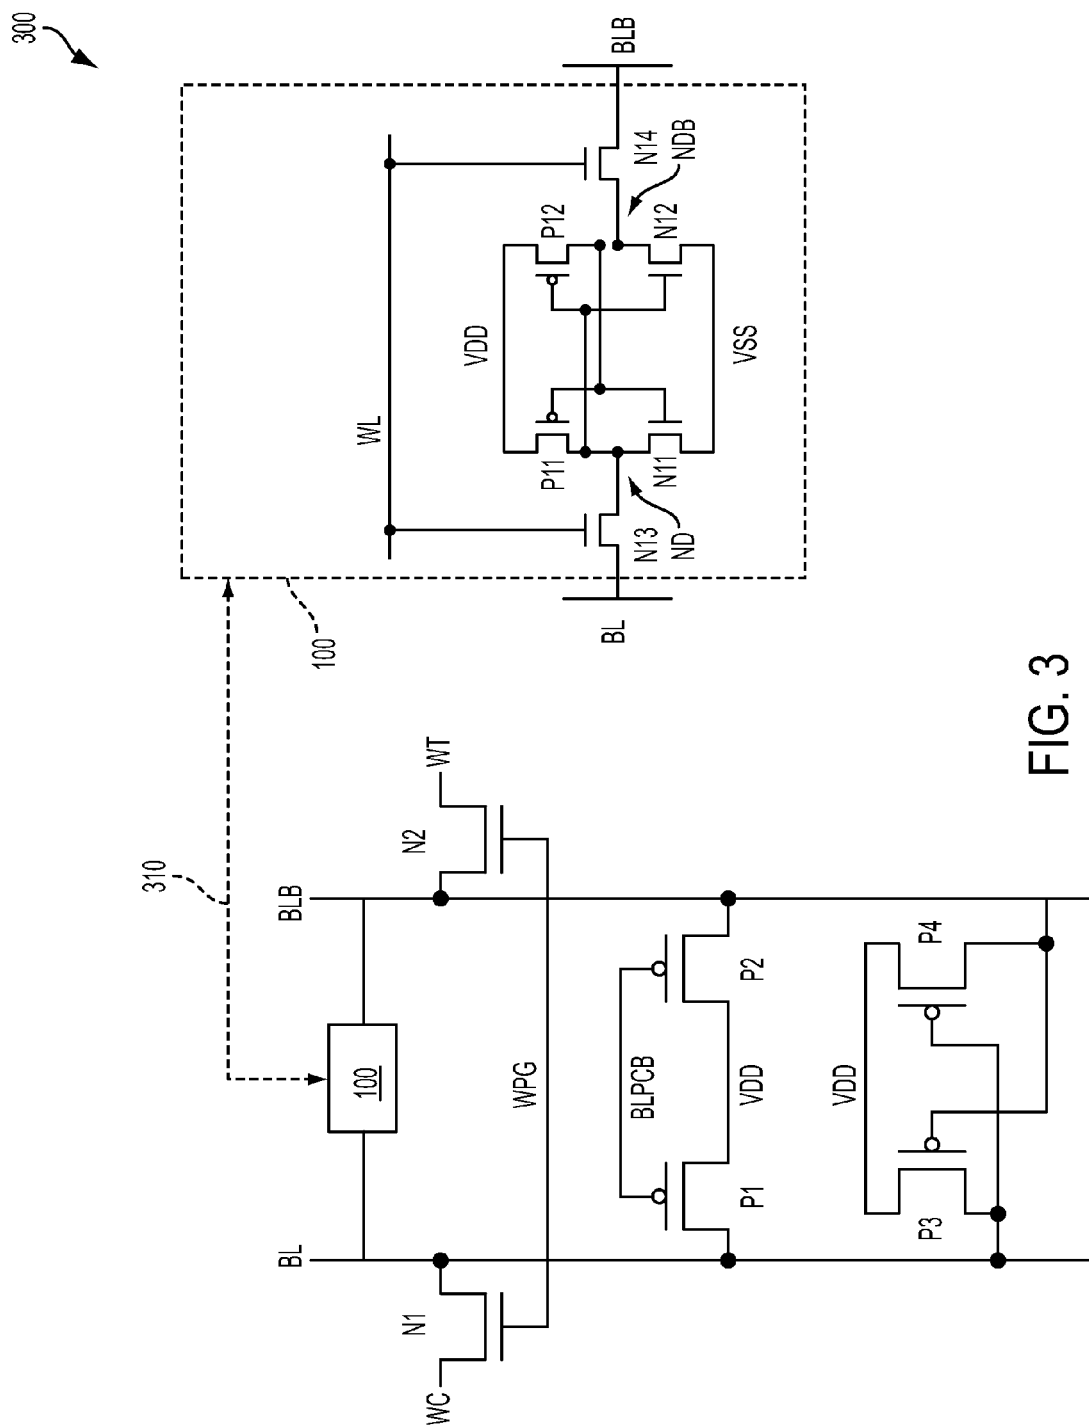 300
310
BL
BLB
100
WC
N1
N2
WT
WPG
BLPCB
P1
P2
VDD
VDD
P3
P4
100
WL
VDD
P11
P12
BL
BLB
N13
ND
N11
N12
N14
NDB
VSS
FIG. 3